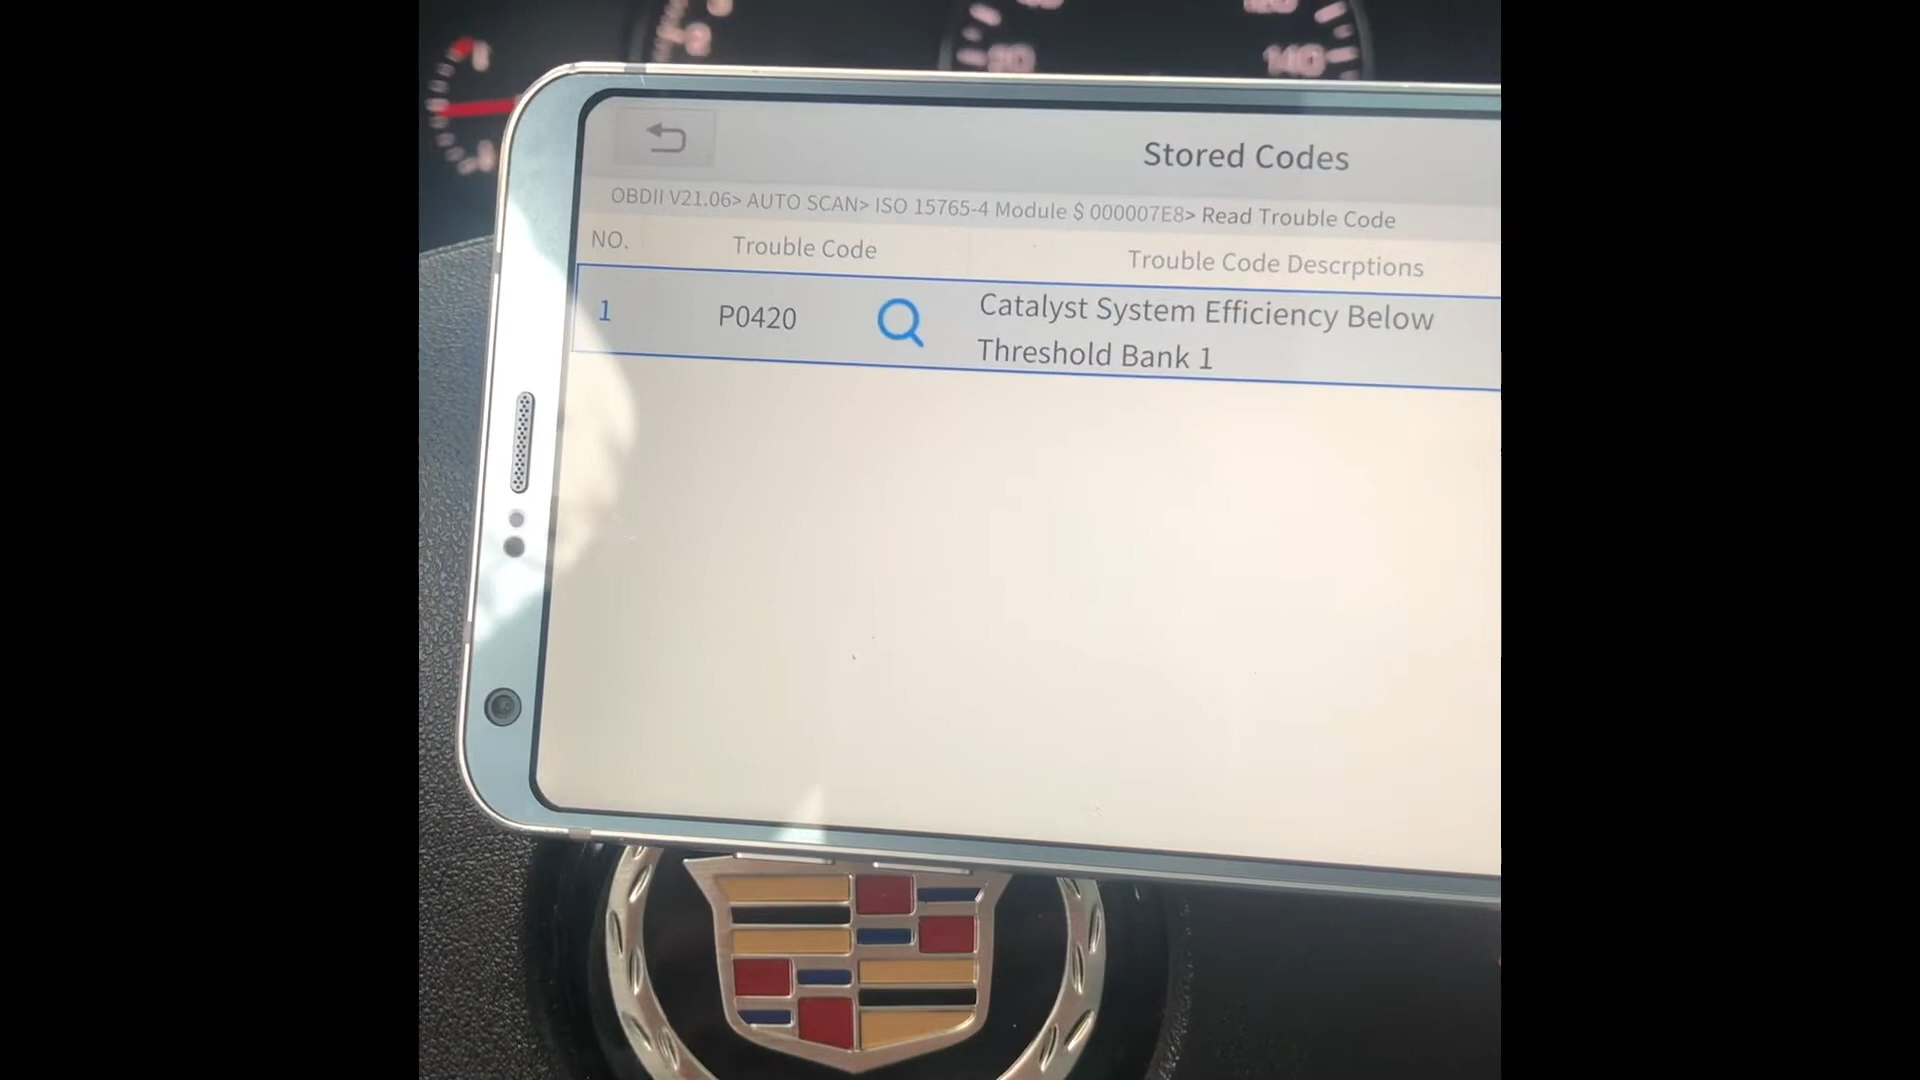 140
Stored Codes
OBDII V21.06> AUTO SCAN> ISO 15765-4 Module $ 000007E8> Read Trouble Code
NO. Trouble Code Trouble Code Descrptions
1 P0420 Catalyst System Efficiency Below
Threshold Bank 1